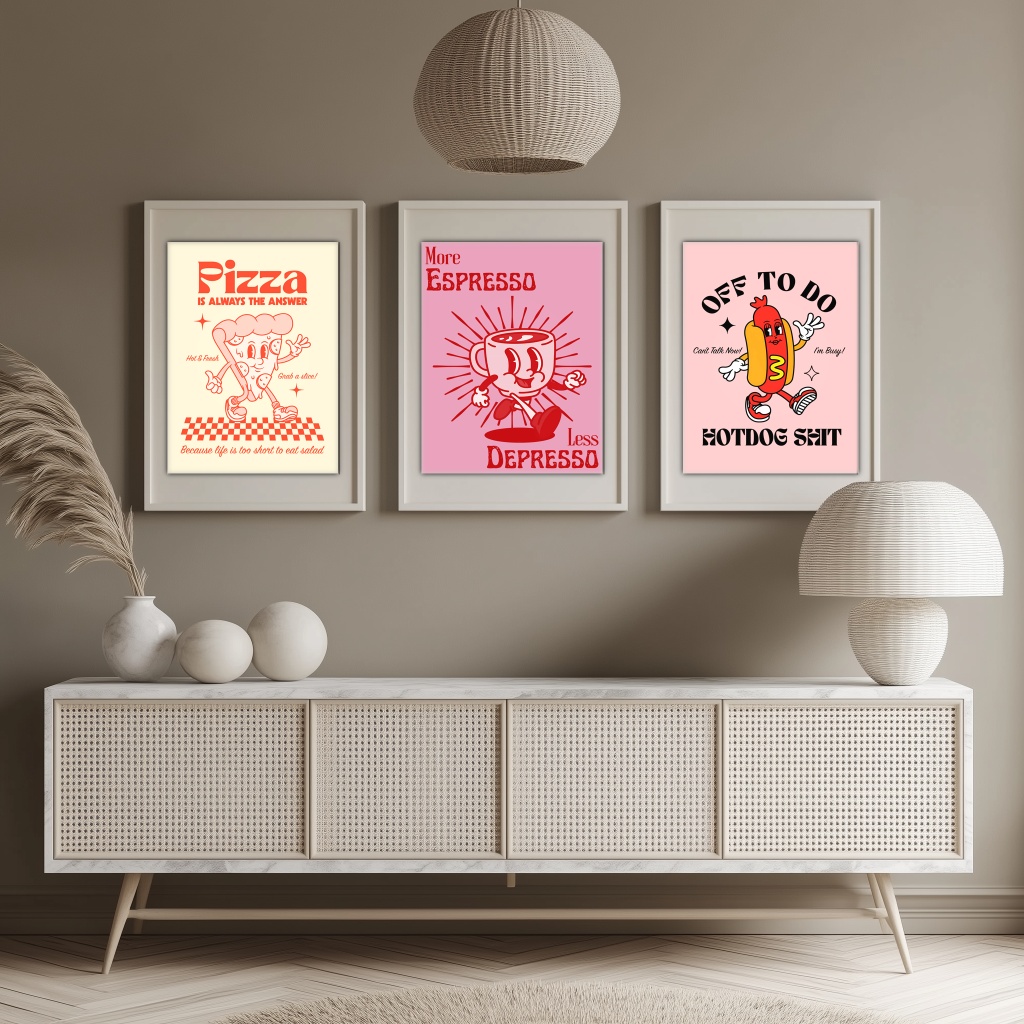 Pizza
IS ALWAYS THE ANSWER
Hot & Fresh
Grab a slice!
Because life is too short to eat salad
More
ESPRESSO
Less
DEPRESSO
OFF TO DO
Can't Talk Now!
I'm Busy!
HOTDOG SHIT